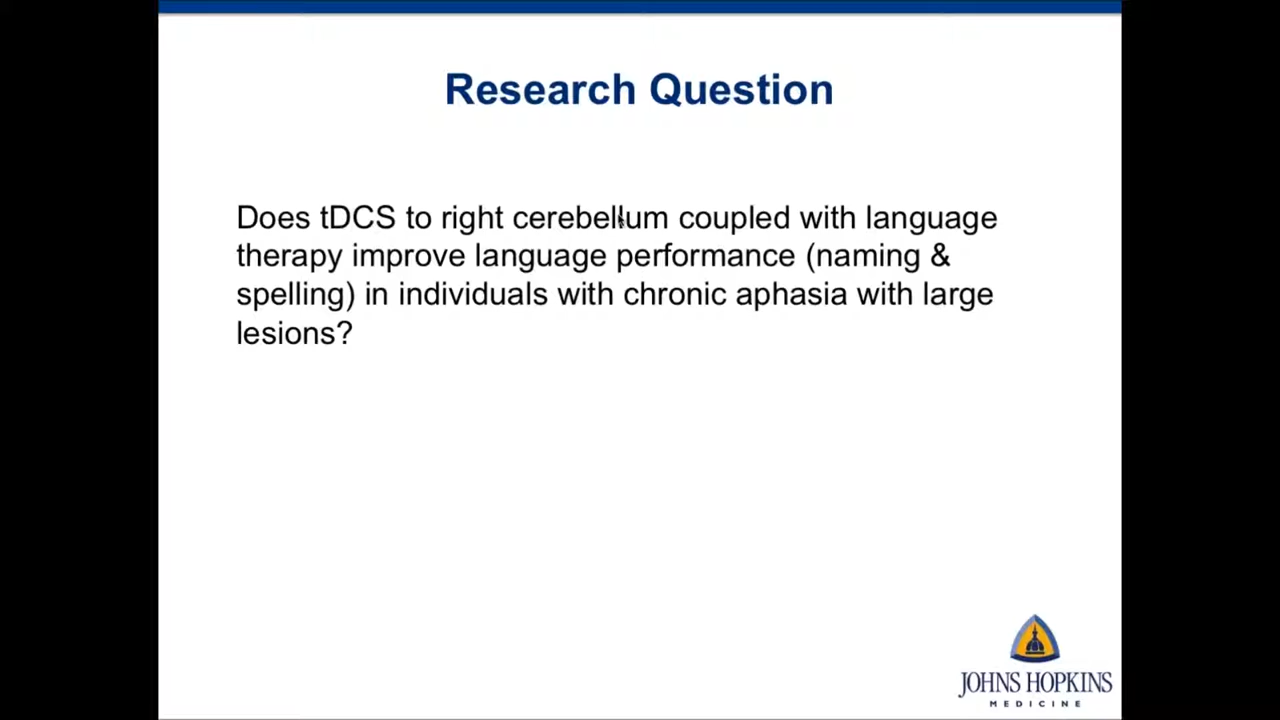 Research Question
Does tDCS to right cerebellum coupled with language
therapy improve language performance (naming &
spelling) in individuals with chronic aphasia with large
lesions?
JOHNS HOPKINS
MEDICINE